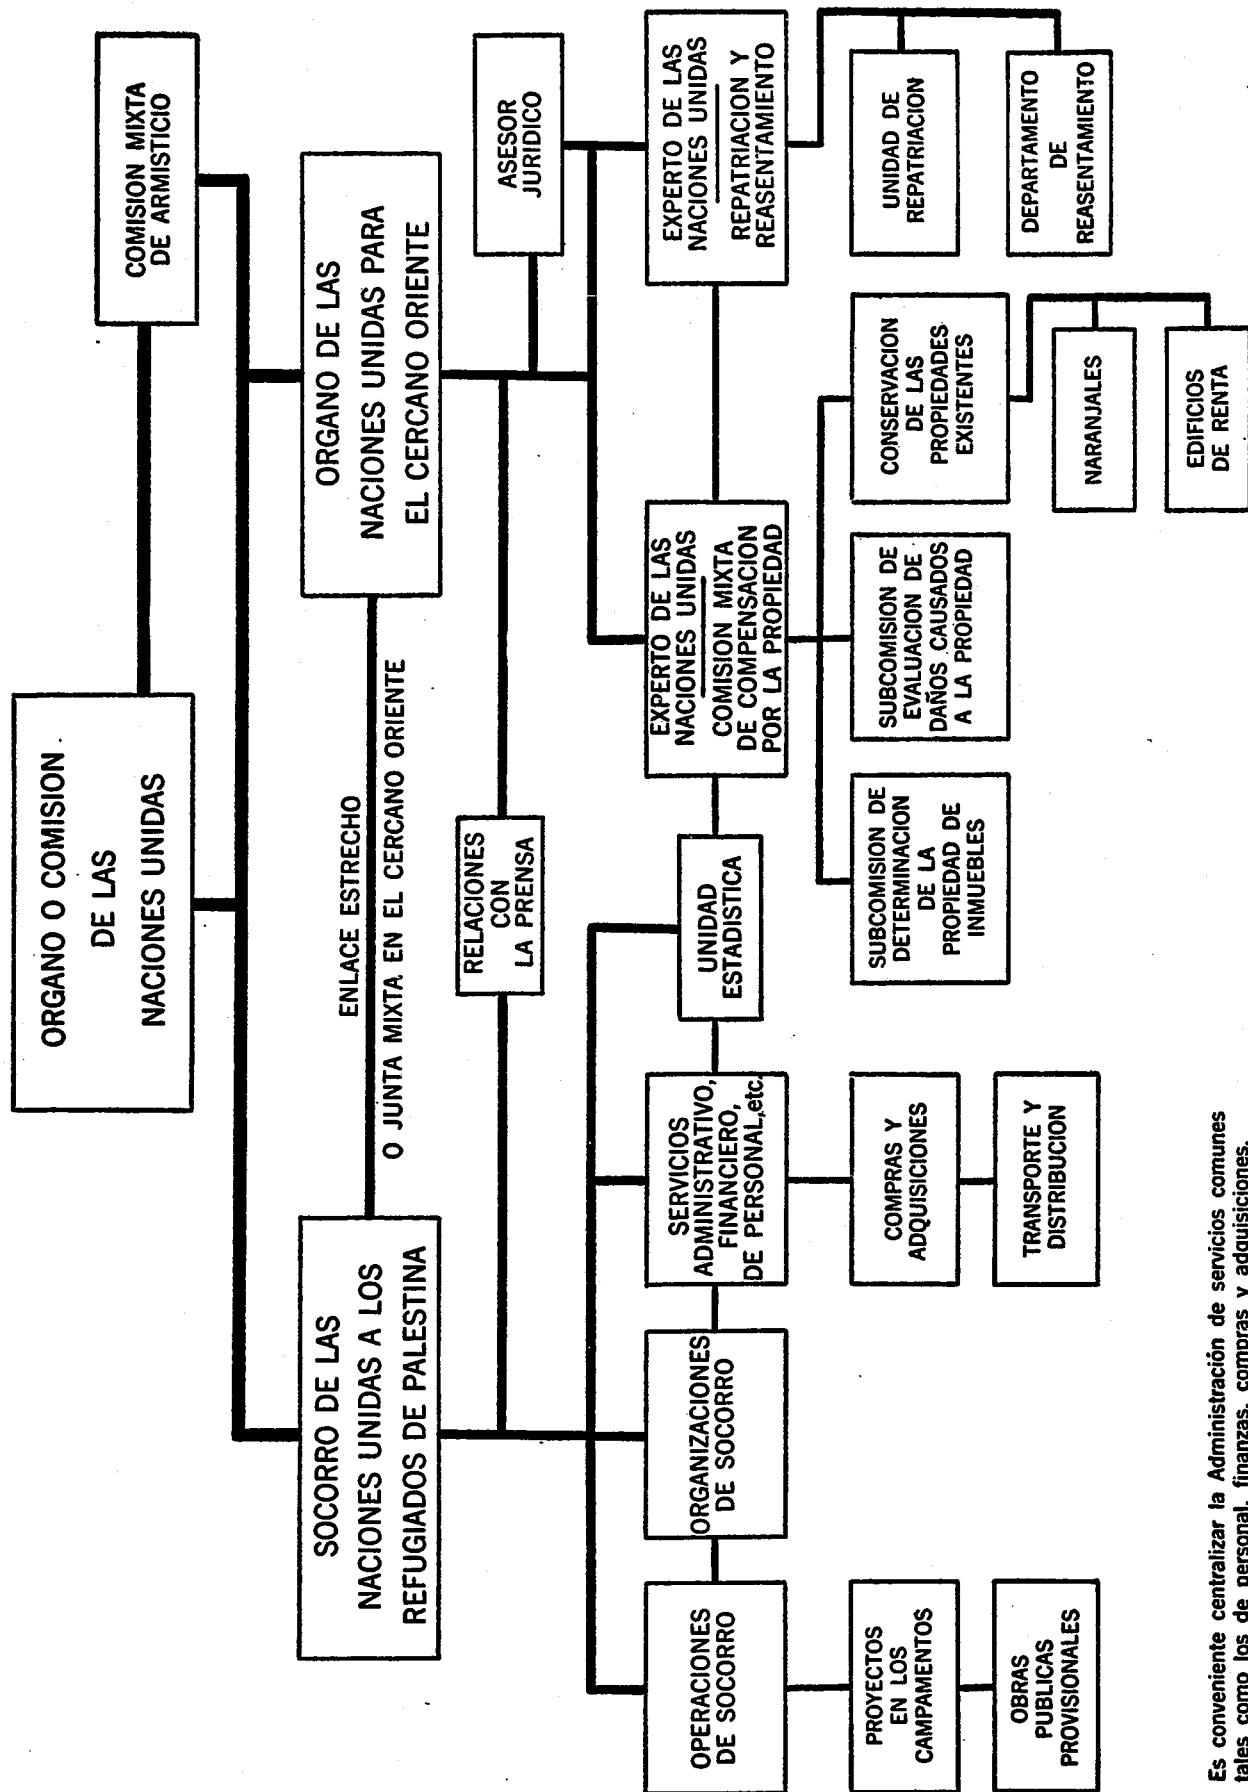 ORGANO O COMISION
DE LAS
NACIONES UNIDAS
COMISION MIXTA
DE ARMISTICIO
SOCORRO DE LAS
NACIONES UNIDAS A LOS
REFUGIADOS DE PALESTINA
ENLACE ESTRECHO
O JUNTA MIXTA EN EL CERCANO ORIENTE
ORGANO DE LAS
NACIONES UNIDAS PARA
EL CERCANO ORIENTE
RELACIONES
CON
LA PRENSA
ASESOR
JURIDICO
OPERACIONES
DE SOCORRO
ORGANIZACIONES
DE SOCORRO
SERVICIOS
ADMINISTRATIVO,
FINANCIERO,
DE PERSONAL,etc.
UNIDAD
ESTADISTICA
EXPERTO DE LAS
NACIONES UNIDAS
COMISION MIXTA
DE COMPENSACION
POR LA PROPIEDAD
EXPERTO DE LAS
NACIONES UNIDAS
REPATRIACION Y
REASENTAMIENTO
PROYECTOS
EN LOS
CAMPAMENTOS
OBRAS
PUBLICAS
PROVISIONALES
COMPRAS Y
ADQUISICIONES
TRANSPORTE Y
DISTRIBUCION
SUBCOMISION DE
DETERMINACION
DE LA
PROPIEDAD DE
INMUEBLES
SUBCOMISION DE
EVALUACION DE
DAÑOS CAUSADOS
A LA PROPIEDAD
CONSERVACION
DE LAS
PROPIEDADES
EXISTENTES
NARANJALES
EDIFICIOS
DE RENTA
UNIDAD DE
REPATRIACION
DEPARTAMENTO
DE
REASENTAMIENTO
Es conveniente centralizar la Administración de servicios comunes
tales como los de personal, finanzas, compras y adquisiciones.